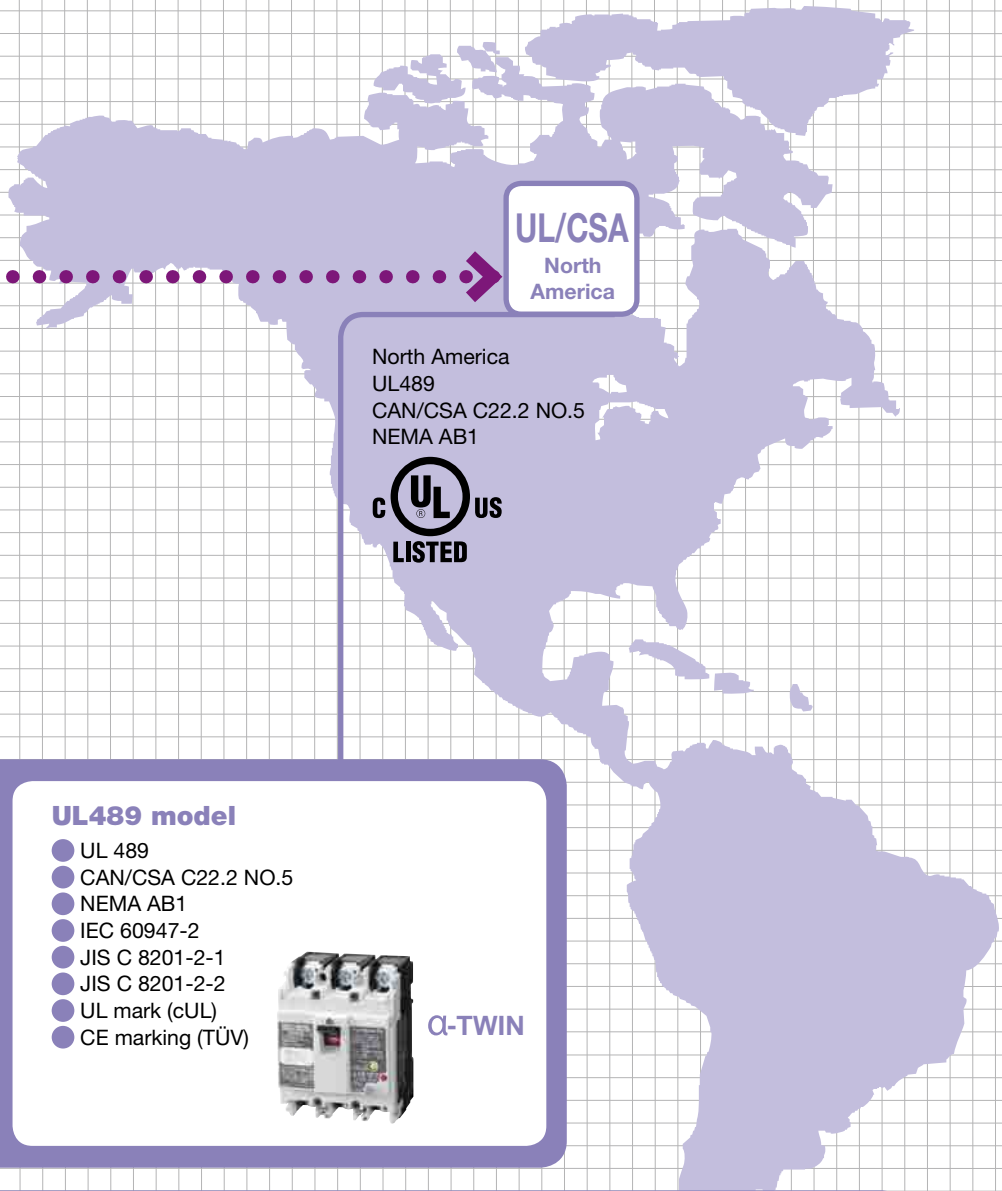 UL/CSA
North
America
North America
UL489
CAN/CSA C22.2 NO.5
NEMA AB1
C UL® US
LISTED
UL489 model
UL 489
CAN/CSA C22.2 NO.5
NEMA AB1
IEC 60947-2
JIS C 8201-2-1
JIS C 8201-2-2
UL mark (cUL)
CE marking (TÜV)
α-TWIN